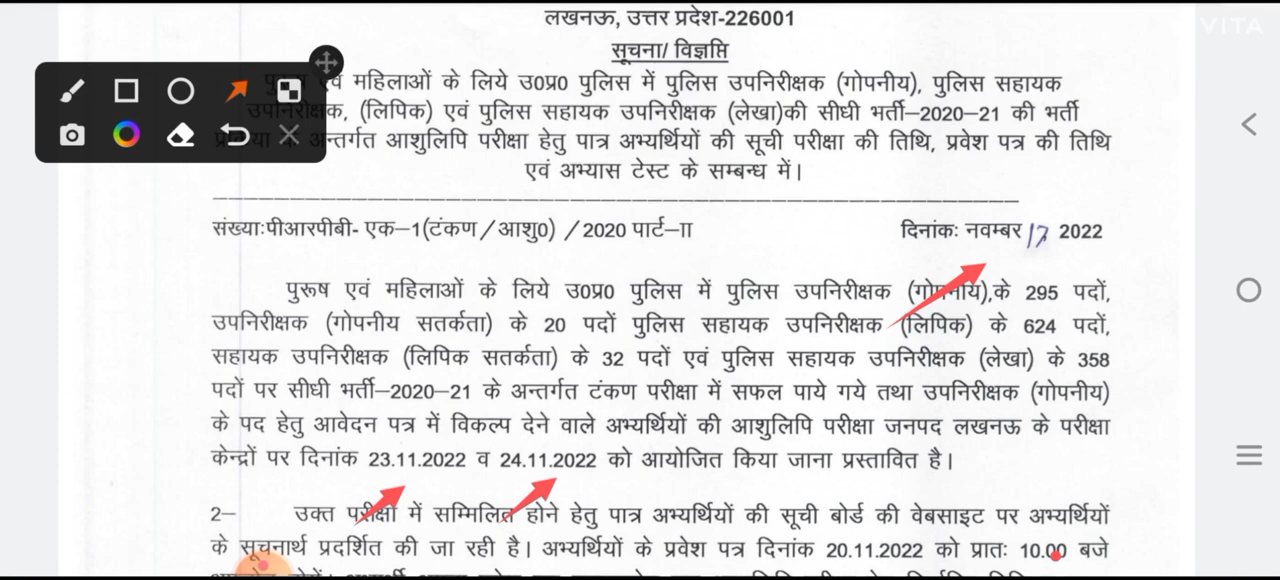 लखनऊ, उत्तर प्रदेश-226001
VITA
सूचना/ विज्ञप्ति
एवं महिलाओं के लिये उ0प्र0 पुलिस में पुलिस उपनिरीक्षक (गोपनीय), पुलिस सहायक
उपनिरीक्षक, (लिपिक) एवं पुलिस सहायक उपनिरीक्षक (लेखा)की सीधी भर्ती-2020-21 की भर्ती
अन्तर्गत आशुलिपि परीक्षा हेतु पात्र अभ्यर्थियों की सूची परीक्षा की तिथि, प्रवेश पत्र की तिथि
एवं अभ्यास टेस्ट के सम्बन्ध में।
संख्याःपीआरपीबी- एक-1(टंकण/आशु0) /2020 पार्ट-II दिनांकः नवम्बर 17, 2022
पुरूष एवं महिलाओं के लिये उ0प्र0 पुलिस में पुलिस उपनिरीक्षक (गोपनीय),के 295 पदों,
उपनिरीक्षक (गोपनीय सतर्कता) के 20 पदों पुलिस सहायक उपनिरीक्षक (लिपिक) के 624 पदों,
सहायक उपनिरीक्षक (लिपिक सतर्कता) के 32 पदों एवं पुलिस सहायक उपनिरीक्षक (लेखा) के 358
पदों पर सीधी भर्ती-2020-21 के अन्तर्गत टंकण परीक्षा में सफल पाये गये तथा उपनिरीक्षक (गोपनीय)
के पद हेतु आवेदन पत्र में विकल्प देने वाले अभ्यर्थियों की आशुलिपि परीक्षा जनपद लखनऊ के परीक्षा
केन्द्रों पर दिनांक 23.11.2022 व 24.11.2022 को आयोजित किया जाना प्रस्तावित है।
2- उक्त परीक्षा में सम्मिलित होने हेतु पात्र अभ्यर्थियों की सूची बोर्ड की वेबसाइट पर अभ्यर्थियों
के सूचनार्थ प्रदर्शित की जा रही है। अभ्यर्थियों के प्रवेश पत्र दिनांक 20.11.2022 को प्रातः 10.00 बजे